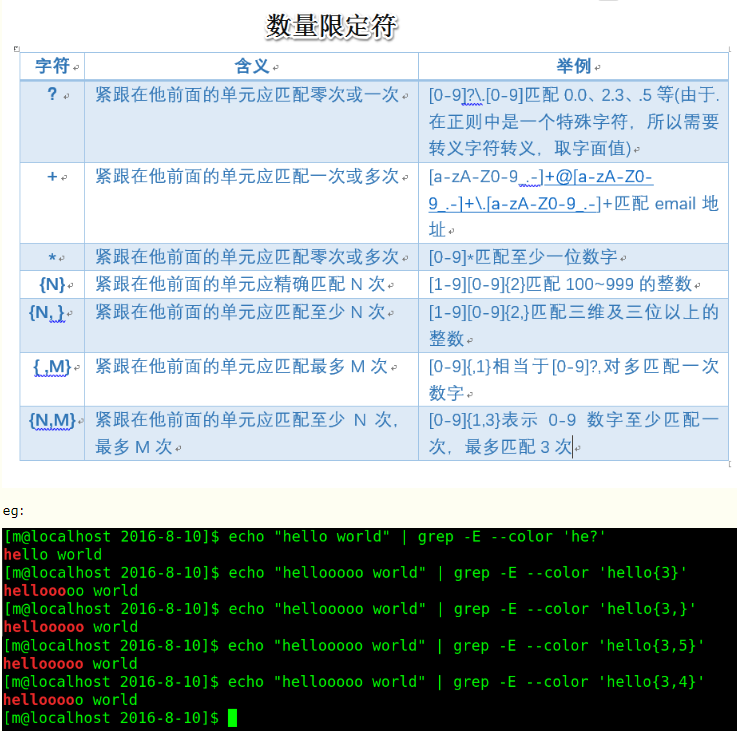 数量限定符
字符 含义 举例
? 紧跟在他前面的单元应匹配零次或一次 [0-9]?\.[0-9]匹配 0.0、2.3、.5 等(由于.
在正则中是一个特殊字符，所以需要
转义字符转义，取字面值)
+ 紧跟在他前面的单元应匹配一次或多次 [a-zA-Z0-9_.-]+@[a-zA-Z0-
9_.-]+\.[a-zA-Z0-9_.-]+匹配 email 地
址
* 紧跟在他前面的单元应匹配零次或多次 [0-9]*匹配至少一位数字
{N} 紧跟在他前面的单元应精确匹配 N 次 [1-9][0-9]{2}匹配 100~999 的整数
{N, } 紧跟在他前面的单元应匹配至少 N 次 [1-9][0-9]{2,}匹配三维及三位以上的
整数
{ ,M} 紧跟在他前面的单元应匹配最多 M 次 [0-9]{,1}相当于[0-9]?,对多匹配一次
数字
{N,M} 紧跟在他前面的单元应匹配至少 N 次， [0-9]{1,3}表示 0-9 数字至少匹配一
最多 M 次 次，最多匹配 3 次
eg:
[m@localhost 2016-8-10]$ echo "hello world" | grep -E --color 'he?'
hello world
[m@localhost 2016-8-10]$ echo "hellooooo world" | grep -E --color 'hello{3}'
hellooooo world
[m@localhost 2016-8-10]$ echo "hellooooo world" | grep -E --color 'hello{3,}'
hellooooo world
[m@localhost 2016-8-10]$ echo "hellooooo world" | grep -E --color 'hello{3,5}'
hellooooo world
[m@localhost 2016-8-10]$ echo "hellooooo world" | grep -E --color 'hello{3,4}'
hellooooo world
[m@localhost 2016-8-10]$